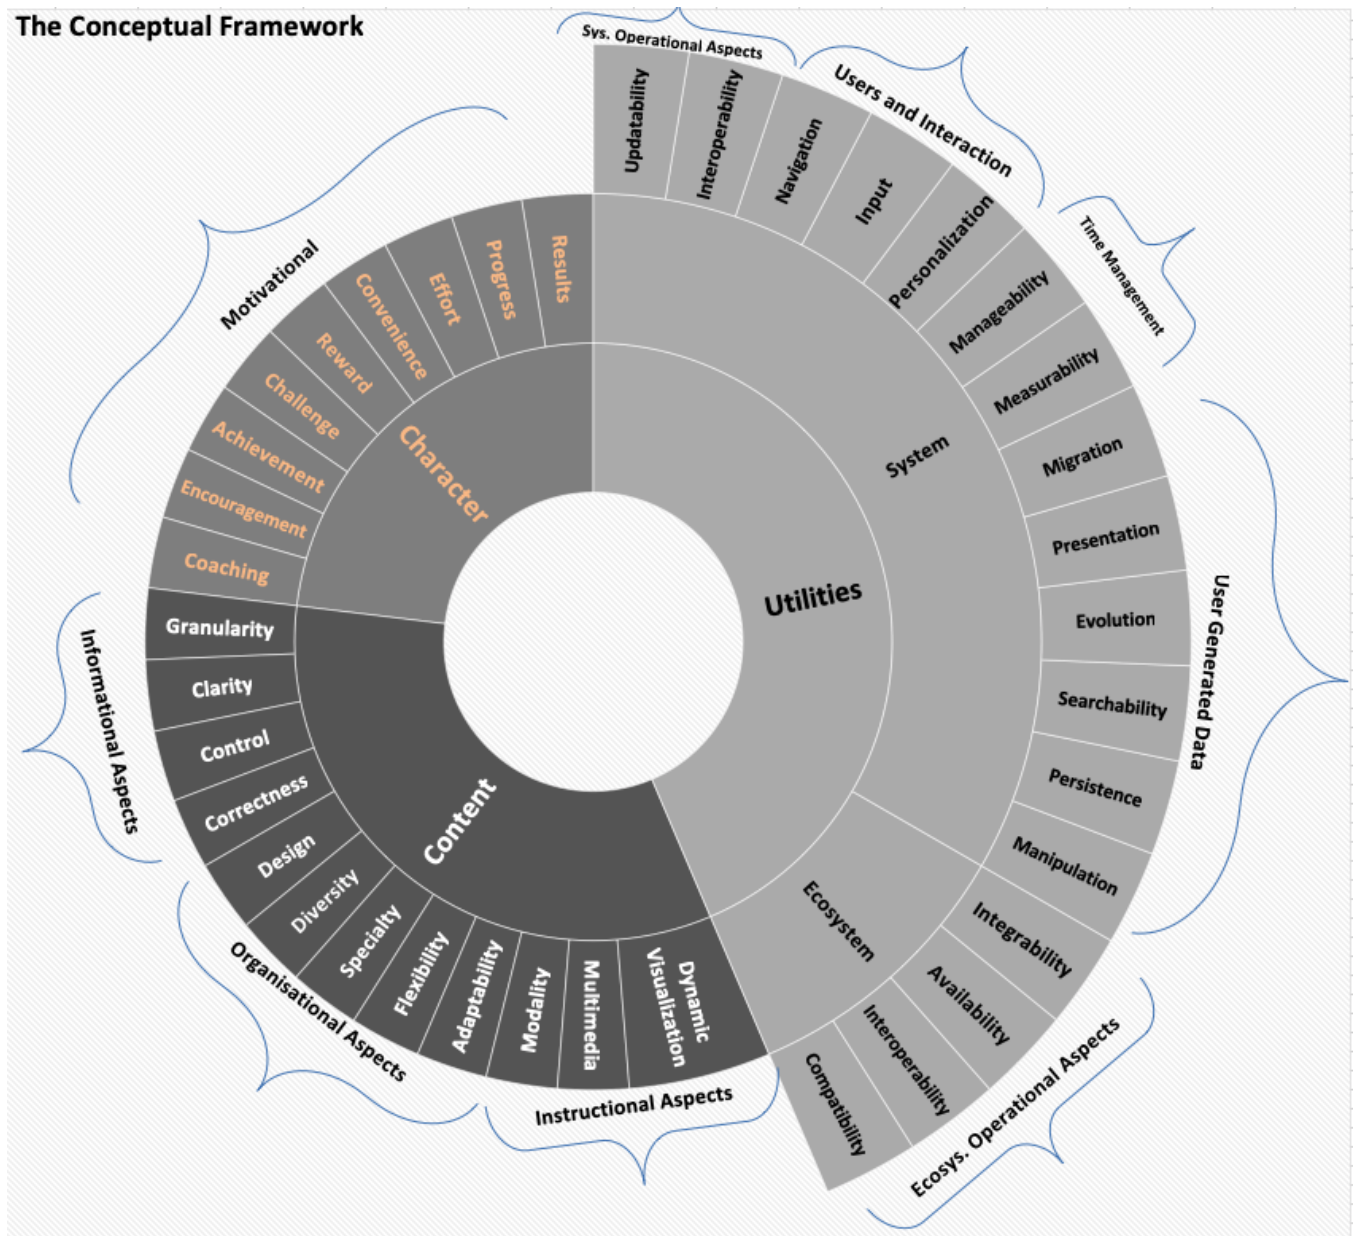 The Conceptual Framework
Sys. Operational Aspects
Updatability
Interoperability
Users and Interaction
Navigation
Input
Personalization
Time Management
Manageability
Measurability
User Generated Data
Migration
Presentation
Evolution
Searchability
Persistence
Manipulation
Ecosys. Operational Aspects
Integrability
Availability
Interoperability
Compatibility
System
Ecosystem
Utilities
Instructional Aspects
Dynamic
Visualization
Multimedia
Modality
Organisational Aspects
Adaptability
Flexibility
Specialty
Diversity
Design
Informational Aspects
Correctness
Control
Clarity
Granularity
Content
Motivational
Coaching
Encouragement
Achievement
Challenge
Reward
Convenience
Effort
Progress
Results
Character